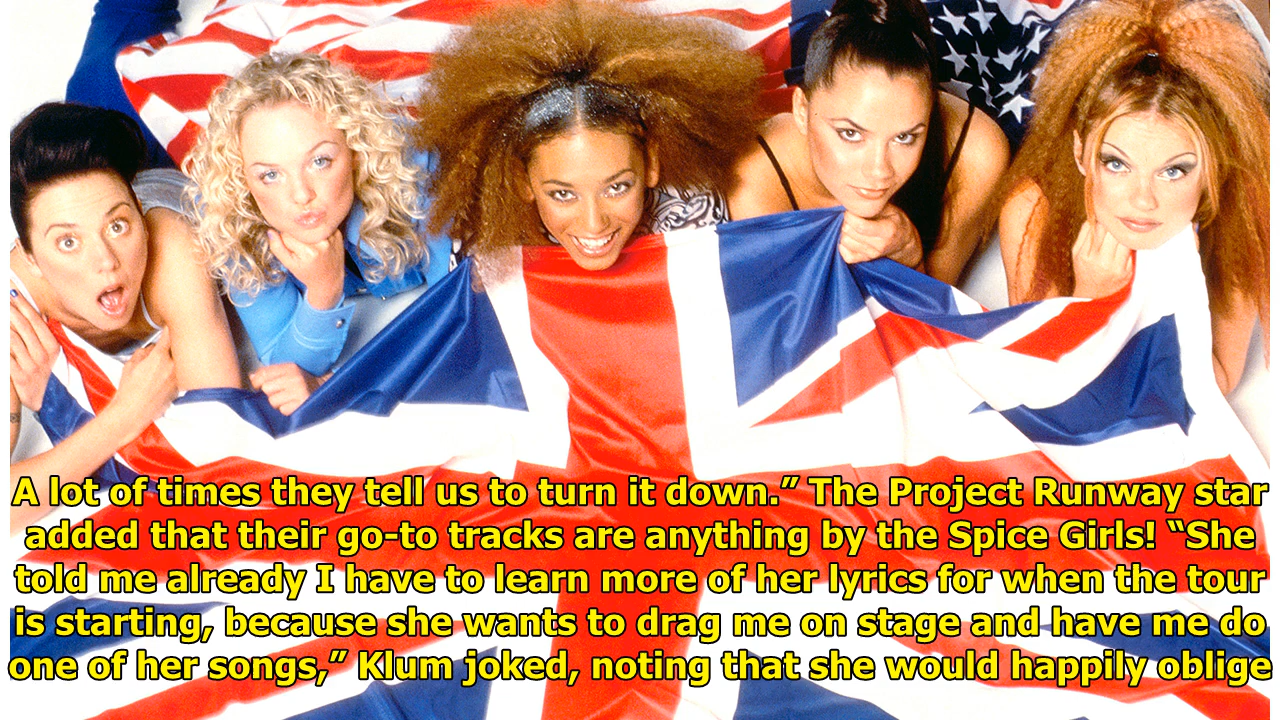 A lot of times they tell us to turn it down.” The Project Runway star
added that their go-to tracks are anything by the Spice Girls! “She
told me already I have to learn more of her lyrics for when the tour
is starting, because she wants to drag me on stage and have me do
one of her songs,” Klum joked, noting that she would happily oblige